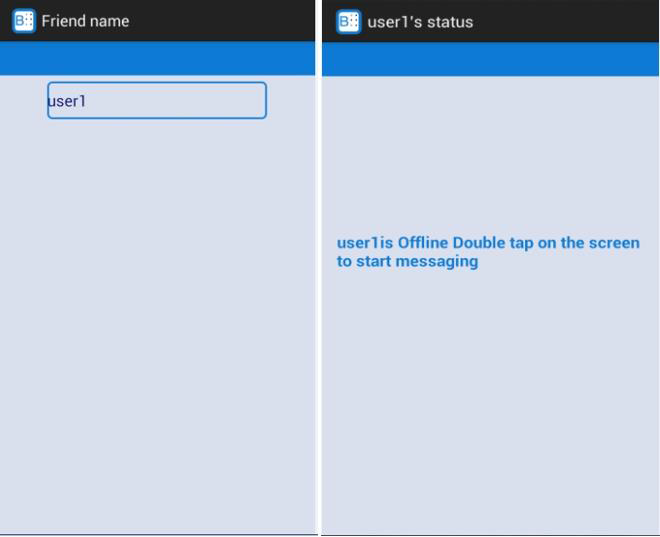 B Friend name
user1
B user1's status
user1is Offline Double tap on the screen
to start messaging